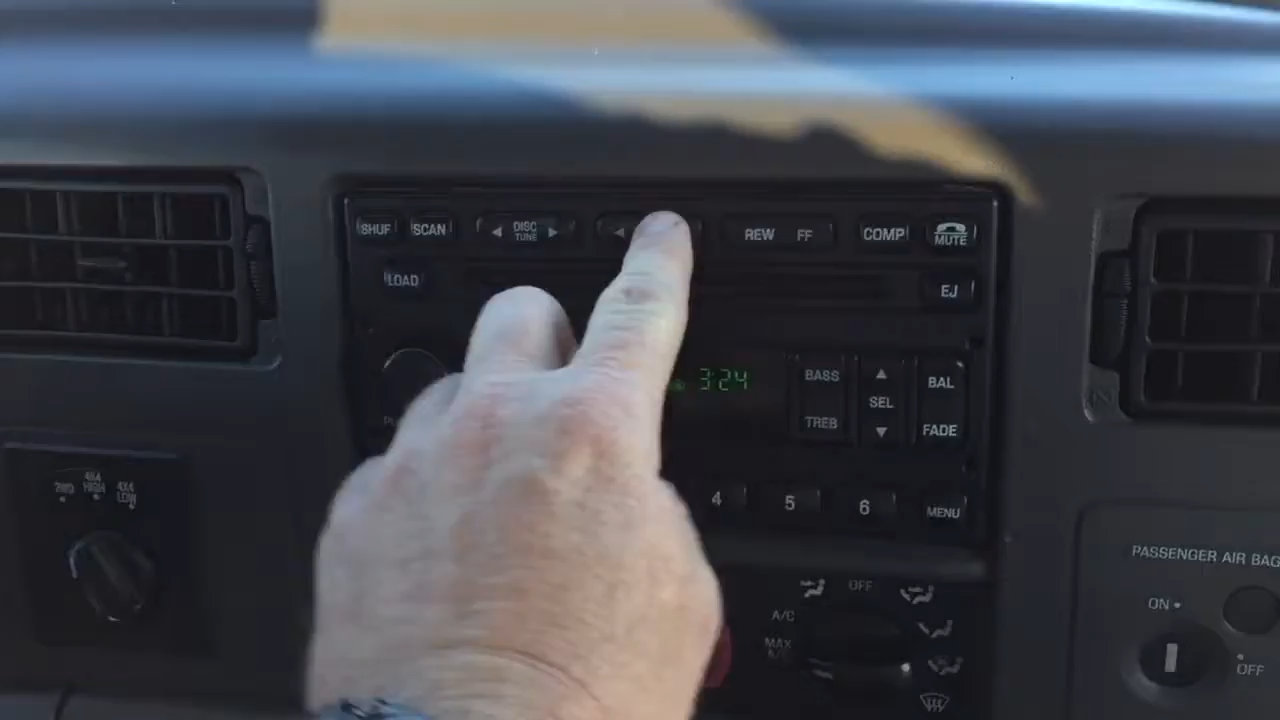 SHUF SCAN DISC TUNE REW FF COMP MUTE
LOAD EJ
3:24 BASS TREB SEL BAL FADE
4 5 6 MENU
2WD 4X4 HIGH 4X4 LOW
OFF
A/C
MAX A/C
PASSENGER AIR BAG
ON
OFF